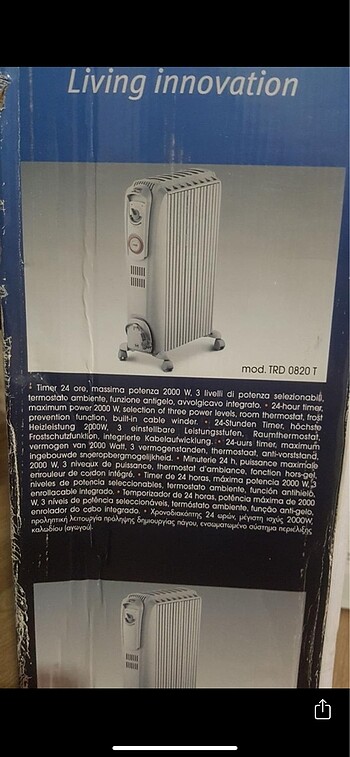 Living innovation
mod. TRD 0820 T
• Timer 24 ore, massima potenza 2000 W, 3 livelli di potenza selezionabili,
termostato ambiente, funzione antigelo, avvolgicavo integrato. • 24-hour timer,
maximum power 2000 W, selection of three power levels, room thermostat, frost
prevention function, built-in cable winder. • 24-Stunden Timer, höchste
Heizleistung 2000W, 3 einstellbare Leistungsstufen, Raumthermostat,
Frostschutzfunktion, integrierte Kabelaufwicklung. • 24-uurs timer, maximum
vermogen van 2000 Watt, 3 vermogenstanden, thermostaat, anti-vorststand,
ingebouwde snoeropbergmogelijkheid. • Minuterie 24 h, puissance maximale
2000 W, 3 niveaux de puissance, thermostat d'ambiance, fonction hors-gel,
enrouleur de cordon intégré. • Timer de 24 horas, máxima potencia 2000 W, 3
niveles de potencia seleccionables, termostato ambiente, función antihielo,
enrollacable integrado. • Temporizador de 24 horas, potência máxima de 2000
W, 3 níveis de potência seleccionáveis, termóstato ambiente, função anti-gelo,
enrolador do cabo integrado. • Χρονοδιακόπτης 24 ωρών, μέγιστη ισχύς 2000W,
προληπτική λειτουργία πρόληψης δημιουργίας πάγου, ενσωματωμένο σύστημα περιέλιξης
καλωδίου (αγωγού).